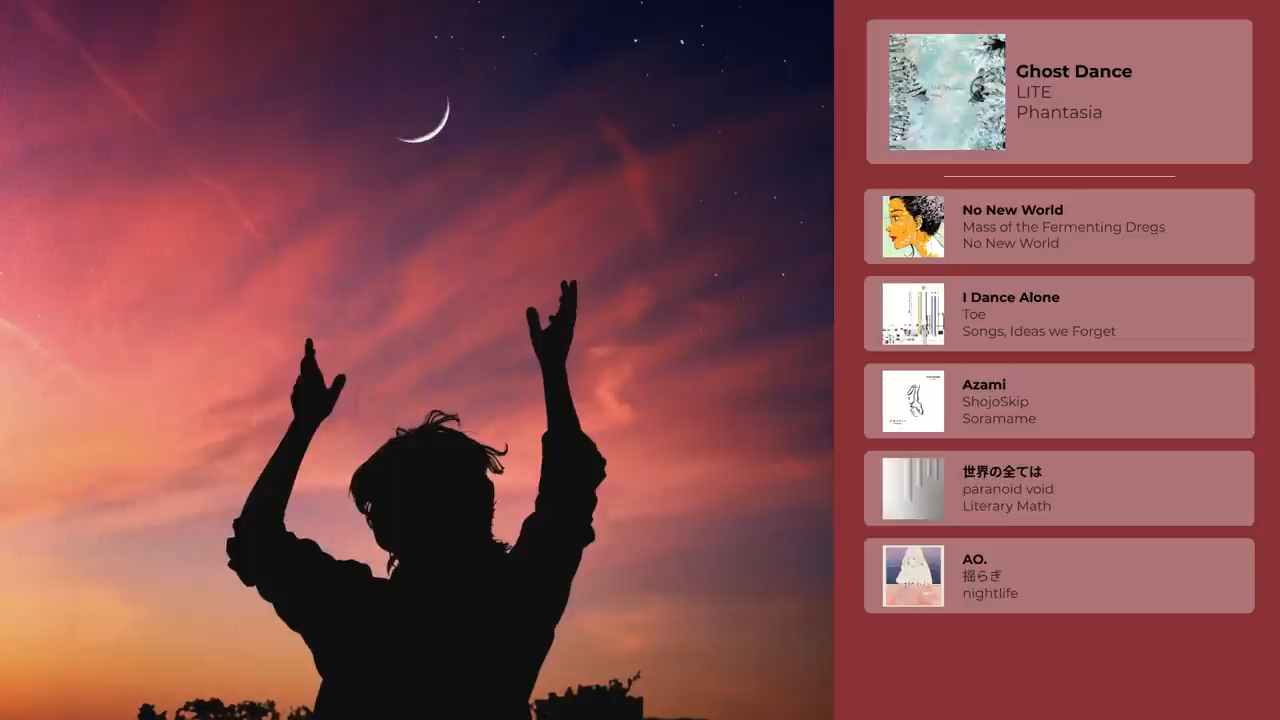 Ghost Dance
LITE
Phantasia
No New World
Mass of the Fermenting Dregs
No New World
I Dance Alone
Toe
Songs, Ideas we Forget
Azami
ShojoSkip
Soramame
世界の全ては
paranoid void
Literary Math
AO.
揺らぎ
nightlife